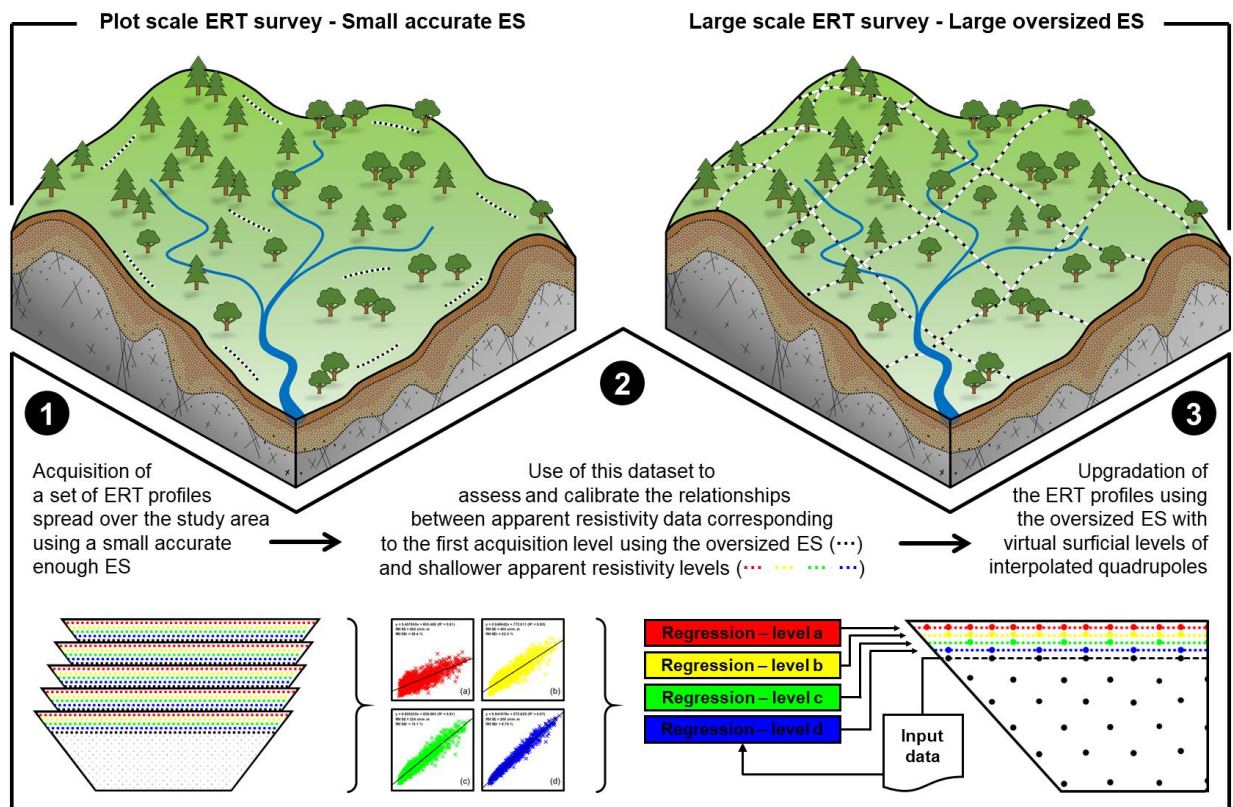 Plot scale ERT survey - Small accurate ES
Large scale ERT survey - Large oversized ES
1
2
3
Acquisition of
a set of ERT profiles
spread over the study area
using a small accurate
enough ES
Use of this dataset to
assess and calibrate the relationships
between apparent resistivity data corresponding
to the first acquisition level using the oversized ES (•••)
and shallower apparent resistivity levels (••• ••• ••• •••)
Upgradation of
the ERT profiles using
the oversized ES with
virtual surficial levels of
interpolated quadrupoles
(a)
(b)
(c)
(d)
Regression – level a
Regression – level b
Regression – level c
Regression – level d
Input
data